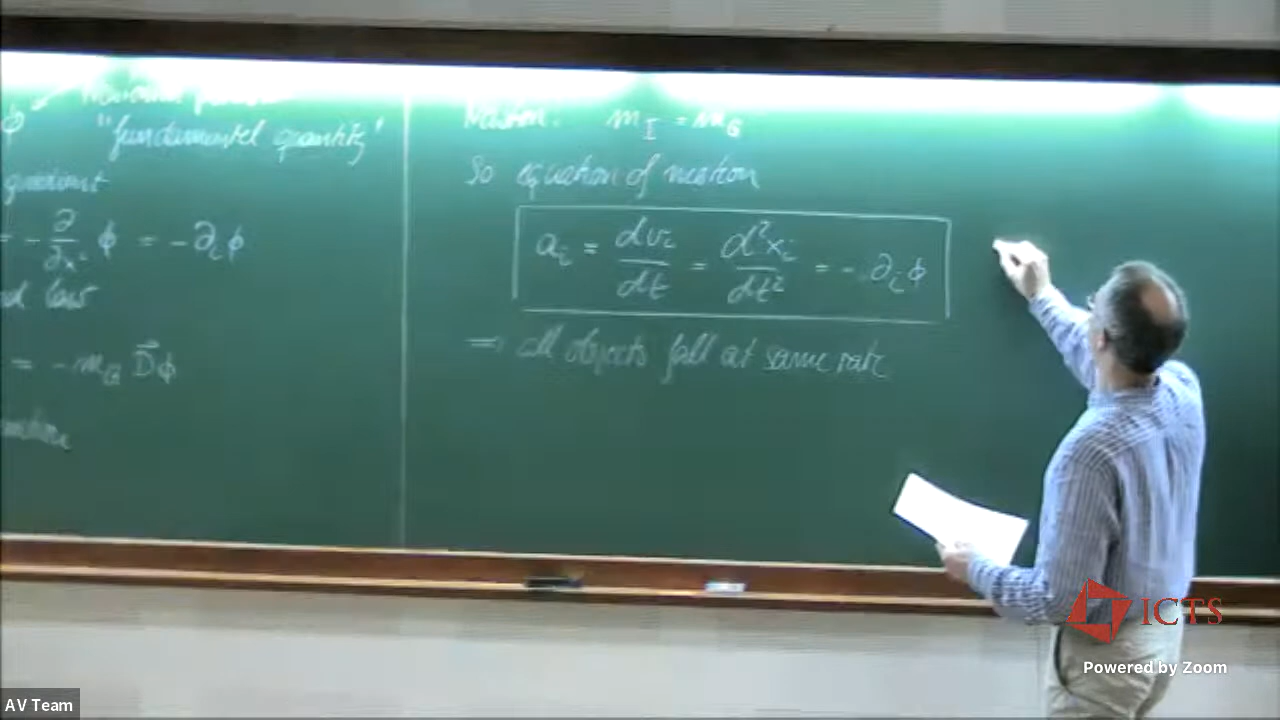 φ ←
"fundamental quantity"
gradient
= - ∂/∂xⁱ φ = - ∂ᵢ φ
law
= - m_G D⃗φ
Newton: m_I = m_G
So equation of motion
aᵢ = dvᵢ/dt = d²xᵢ/dt² = - ∂ᵢ φ
⇒ all objects fall at same rate
ICTS
Powered by Zoom
AV Team